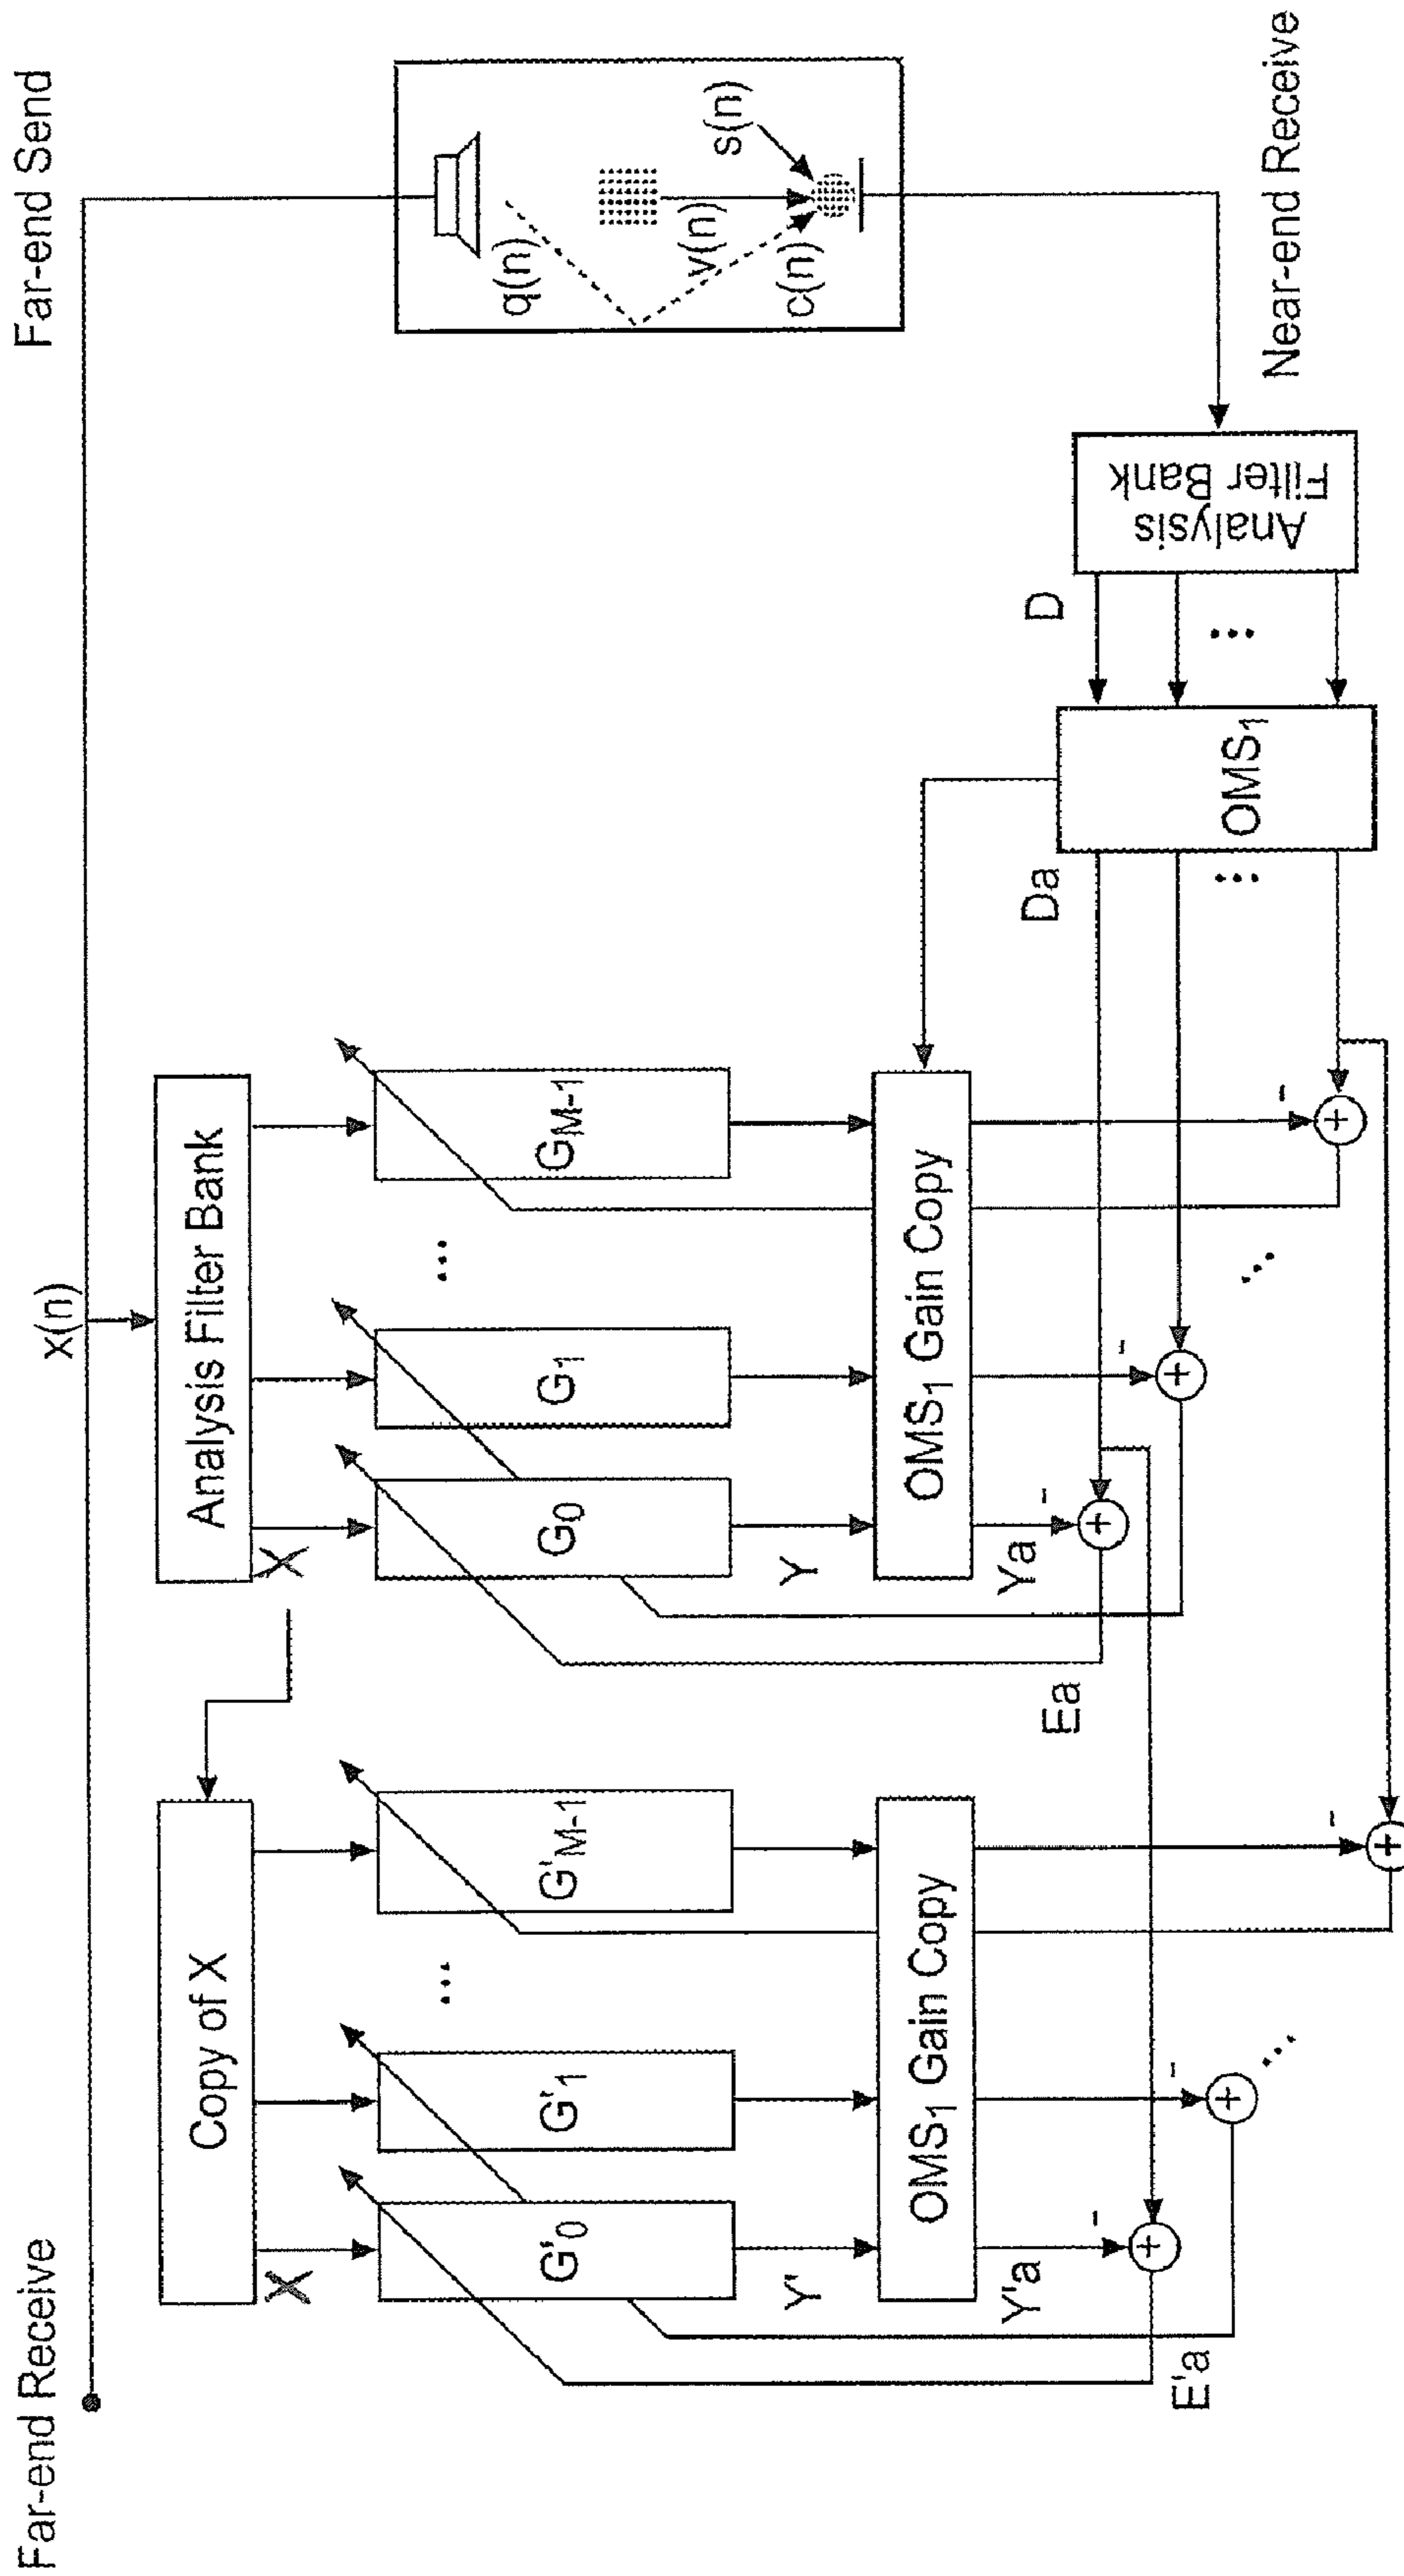 Far-end Receive
x(n)
Far-end Send
Copy of X
Analysis Filter Bank
X
X
G'0
G'1
...
G'M-1
G0
G1
...
GM-1
q(n)
v(n)
s(n)
c(n)
Y'
Y
OMS1 Gain Copy
OMS1 Gain Copy
Y'a
-
-
-
Ea
Ya
-
-
-
Da
D
+
+
+
+
+
+
E'a
...
...
...
...
OMS1
Analysis
Filter Bank
Near-end Receive